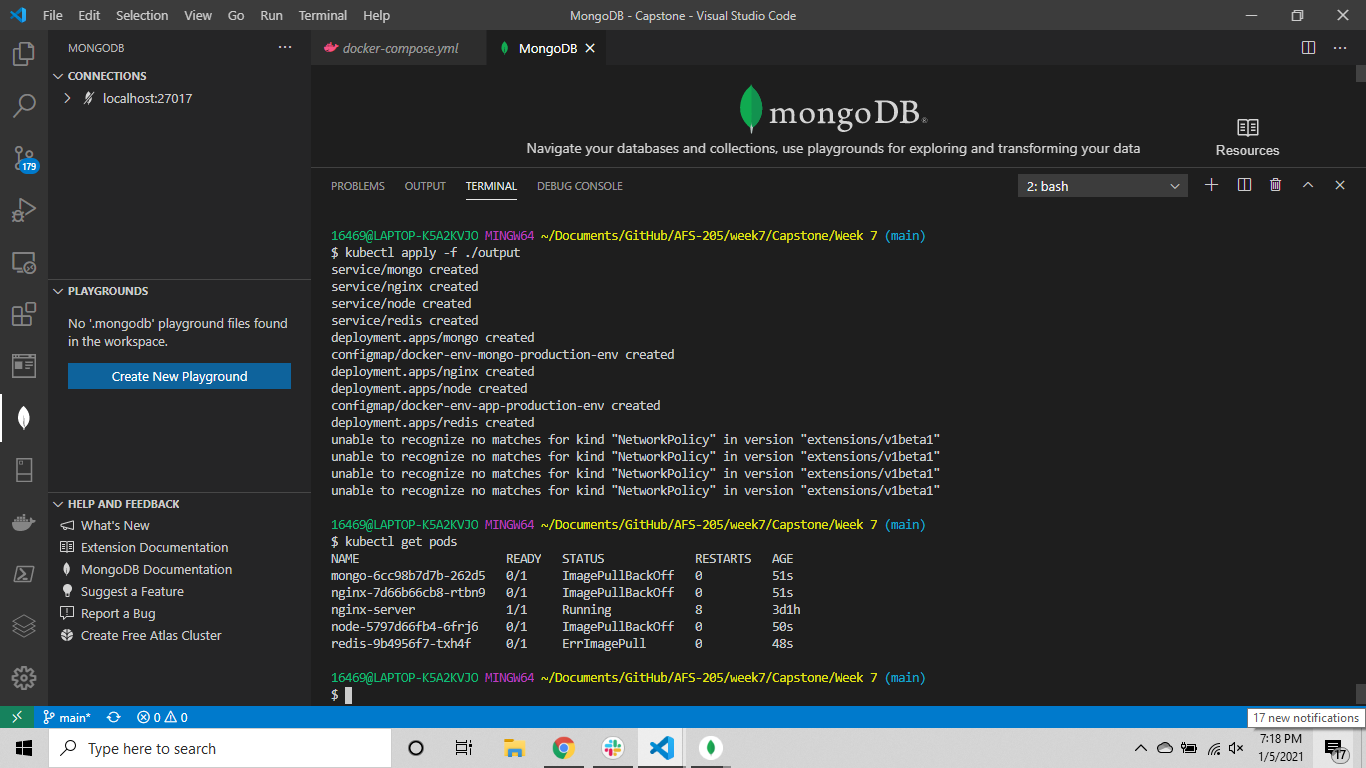 File Edit Selection View Go Run Terminal Help
MongoDB - Capstone - Visual Studio Code
MONGODB
docker-compose.yml
MongoDB
CONNECTIONS
localhost:27017
mongoDB®
Navigate your databases and collections, use playgrounds for exploring and transforming your data
Resources
179
PROBLEMS OUTPUT TERMINAL DEBUG CONSOLE
2: bash
16469@LAPTOP-K5A2KVJO MINGW64 ~/Documents/GitHub/AFS-205/week7/Capstone/Week 7 (main)
$ kubectl apply -f ./output
service/mongo created
service/nginx created
service/node created
service/redis created
deployment.apps/mongo created
configmap/docker-env-mongo-production-env created
deployment.apps/nginx created
deployment.apps/node created
configmap/docker-env-app-production-env created
deployment.apps/redis created
unable to recognize no matches for kind "NetworkPolicy" in version "extensions/v1beta1"
unable to recognize no matches for kind "NetworkPolicy" in version "extensions/v1beta1"
unable to recognize no matches for kind "NetworkPolicy" in version "extensions/v1beta1"
unable to recognize no matches for kind "NetworkPolicy" in version "extensions/v1beta1"
16469@LAPTOP-K5A2KVJO MINGW64 ~/Documents/GitHub/AFS-205/week7/Capstone/Week 7 (main)
$ kubectl get pods
NAME READY STATUS RESTARTS AGE
mongo-6cc98b7d7b-262d5 0/1 ImagePullBackOff 0 51s
nginx-7d66b66cb8-rtbn9 0/1 ImagePullBackOff 0 51s
nginx-server 1/1 Running 8 3d1h
node-5797d66fb4-6frj6 0/1 ImagePullBackOff 0 50s
redis-9b4956f7-txh4f 0/1 ErrImagePull 0 48s
16469@LAPTOP-K5A2KVJO MINGW64 ~/Documents/GitHub/AFS-205/week7/Capstone/Week 7 (main)
$
PLAYGROUNDS
No '.mongodb' playground files found
in the workspace.
Create New Playground
HELP AND FEEDBACK
What's New
Extension Documentation
MongoDB Documentation
Suggest a Feature
Report a Bug
Create Free Atlas Cluster
main* 0 0
17 new notifications
Type here to search
7:18 PM
1/5/2021
17